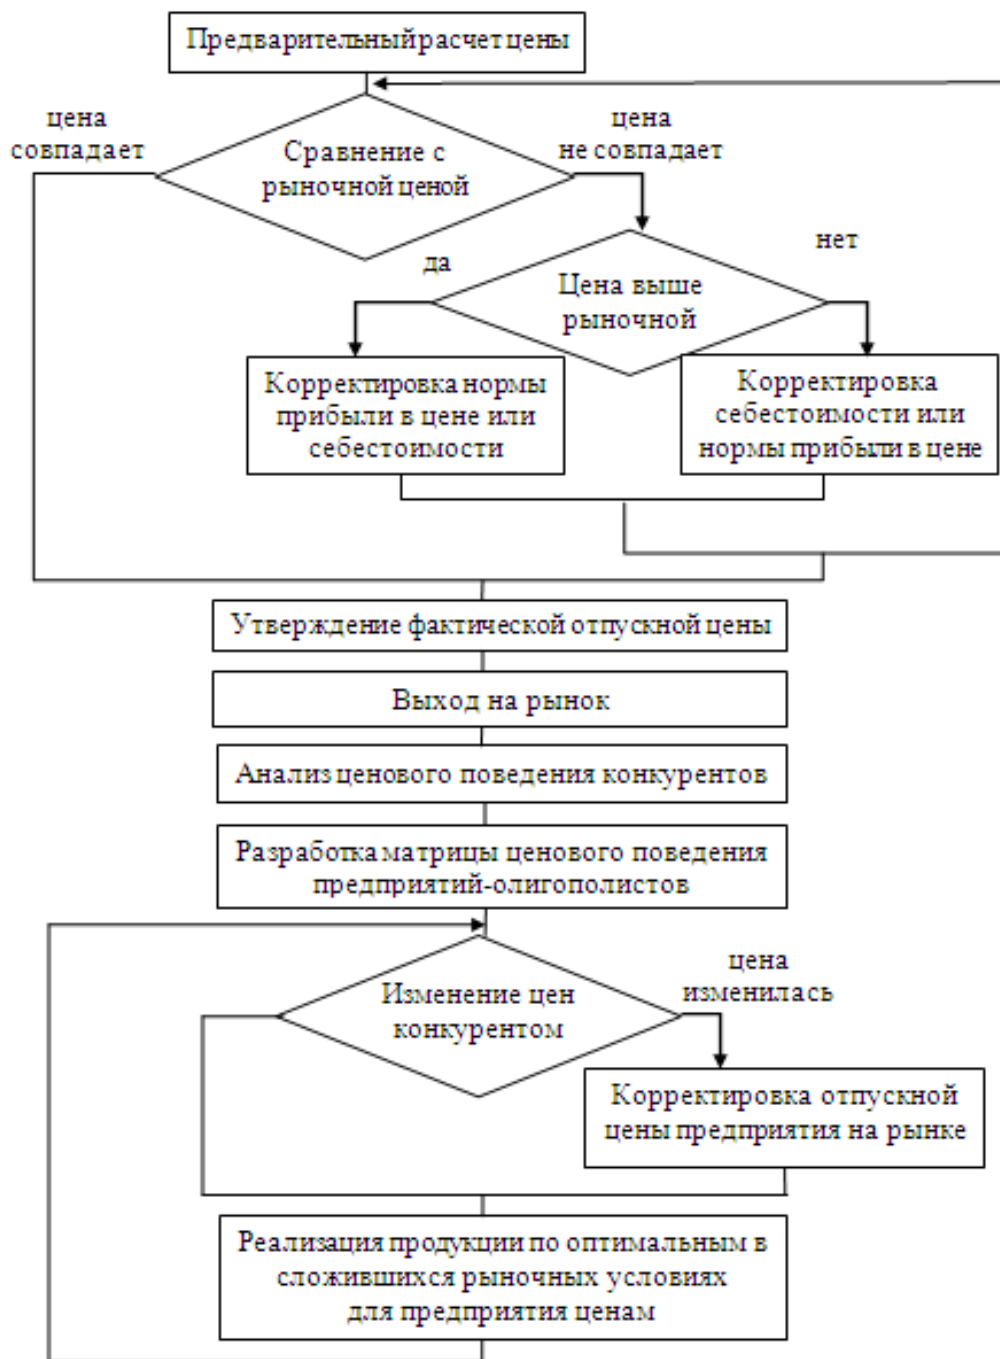 Предварительный расчет цены
цена
совпадает
Сравнение с
рыночной ценой
цена
не совпадает
да
Цена выше
рыночной
нет
Корректировка нормы
прибыли в цене или
себестоимости
Корректировка
себестоимости или
нормы прибыли в цене
Утверждение фактической отпускной цены
Выход на рынок
Анализ ценового поведения конкурентов
Разработка матрицы ценового поведения
предприятий-олигополистов
Изменение цен
конкурентом
цена
изменилась
Корректировка отпускной
цены предприятия на рынке
Реализация продукции по оптимальным в
сложившихся рыночных условиях
для предприятия ценам